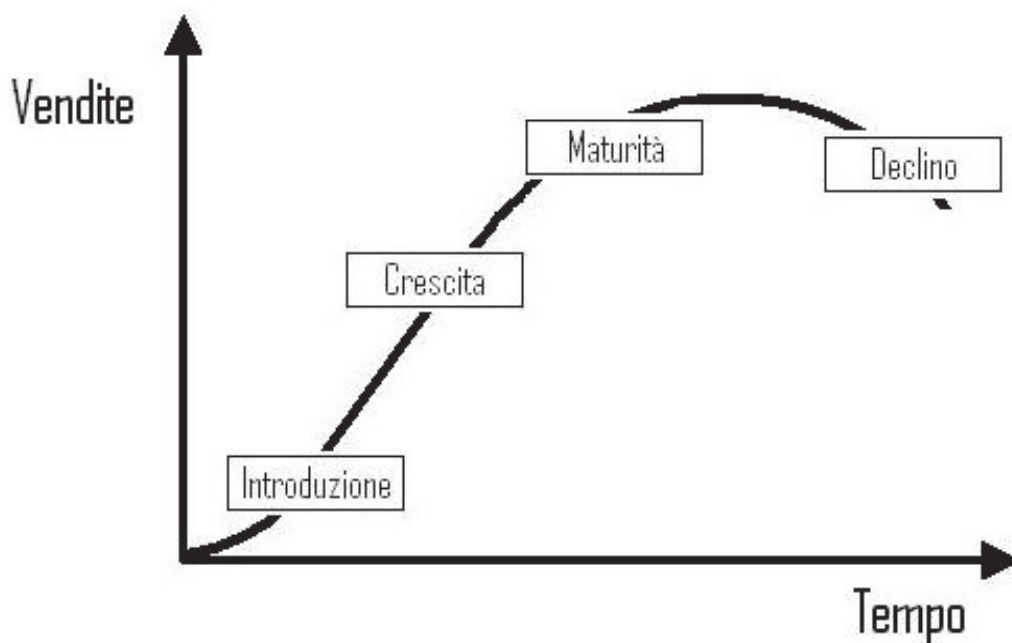 Vendite
Maturità
Declino
Crescita
Introduzione
Tempo